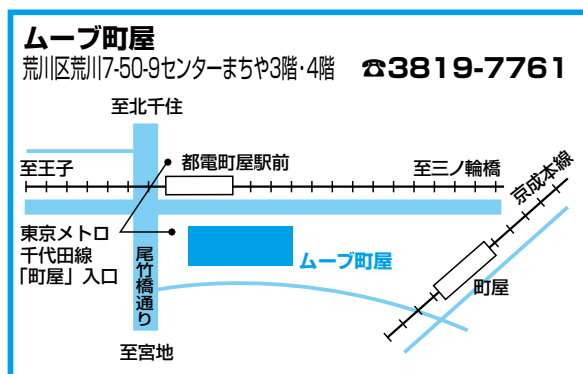 ムーブ町屋
荒川区荒川7-50-9センターまちや3階・4階 ☎3819-7761
至北千住
至王子
都電町屋駅前
至三ノ輪橋
京成本線
東京メトロ
千代田線
「町屋」入口
尾竹橋通り
ムーブ町屋
町屋
至宮地